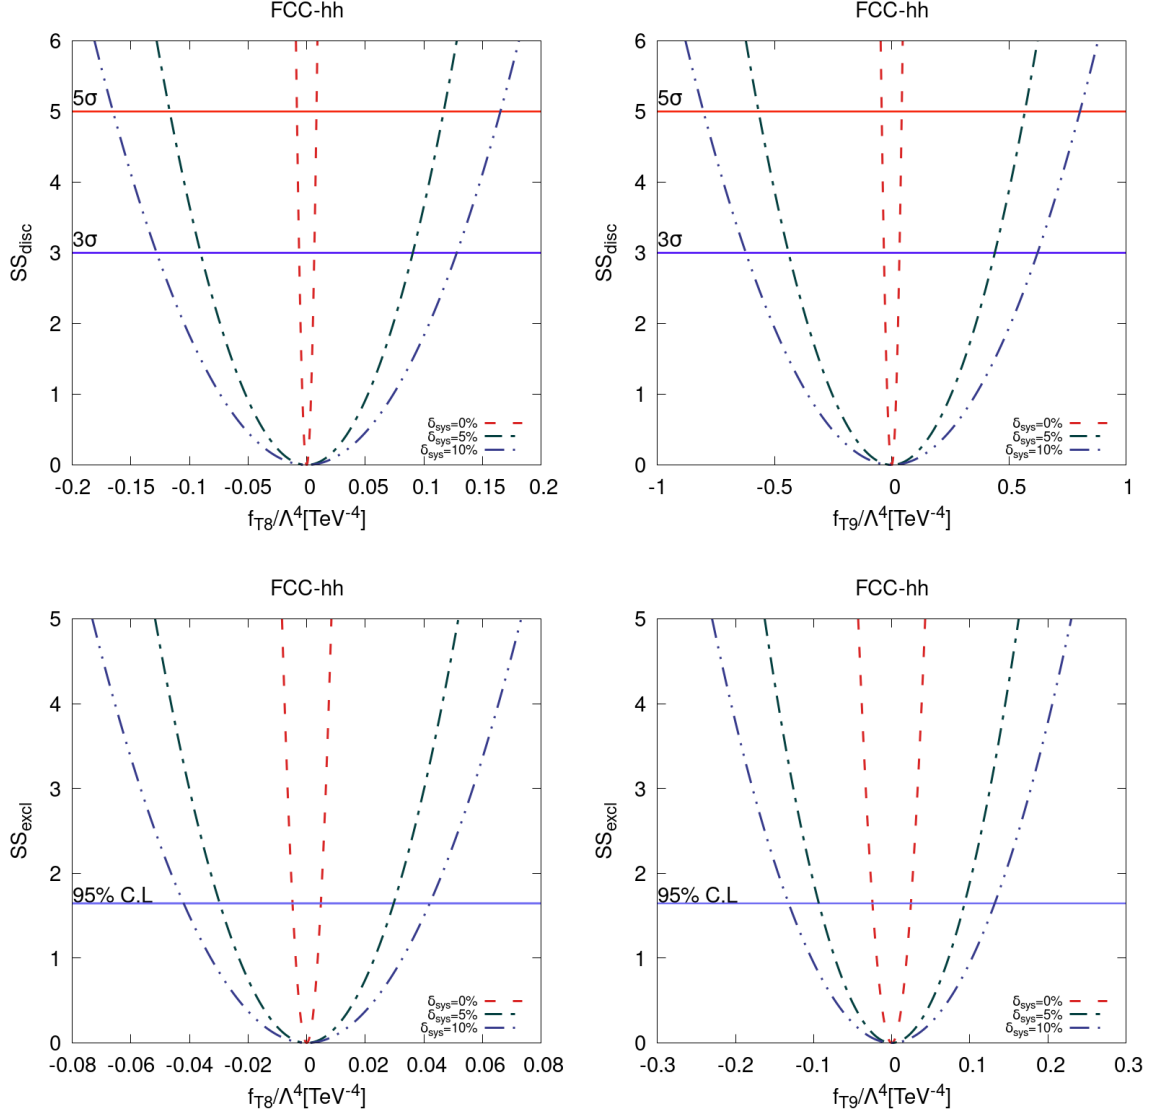 FCC-hh
6
5
4
3
2
1
0
SS_disc
5σ
3σ
δ_sys=0%
δ_sys=5%
δ_sys=10%
-0.2 -0.15 -0.1 -0.05 0 0.05 0.1 0.15 0.2
f_T8/Λ^4[TeV^-4]
FCC-hh
6
5
4
3
2
1
0
SS_disc
5σ
3σ
δ_sys=0%
δ_sys=5%
δ_sys=10%
-1 -0.5 0 0.5 1
f_T9/Λ^4[TeV^-4]
FCC-hh
5
4
3
2
1
0
SS_excl
95% C.L
δ_sys=0%
δ_sys=5%
δ_sys=10%
-0.08 -0.06 -0.04 -0.02 0 0.02 0.04 0.06 0.08
f_T8/Λ^4[TeV^-4]
FCC-hh
5
4
3
2
1
0
SS_excl
95% C.L
δ_sys=0%
δ_sys=5%
δ_sys=10%
-0.3 -0.2 -0.1 0 0.1 0.2 0.3
f_T9/Λ^4[TeV^-4]